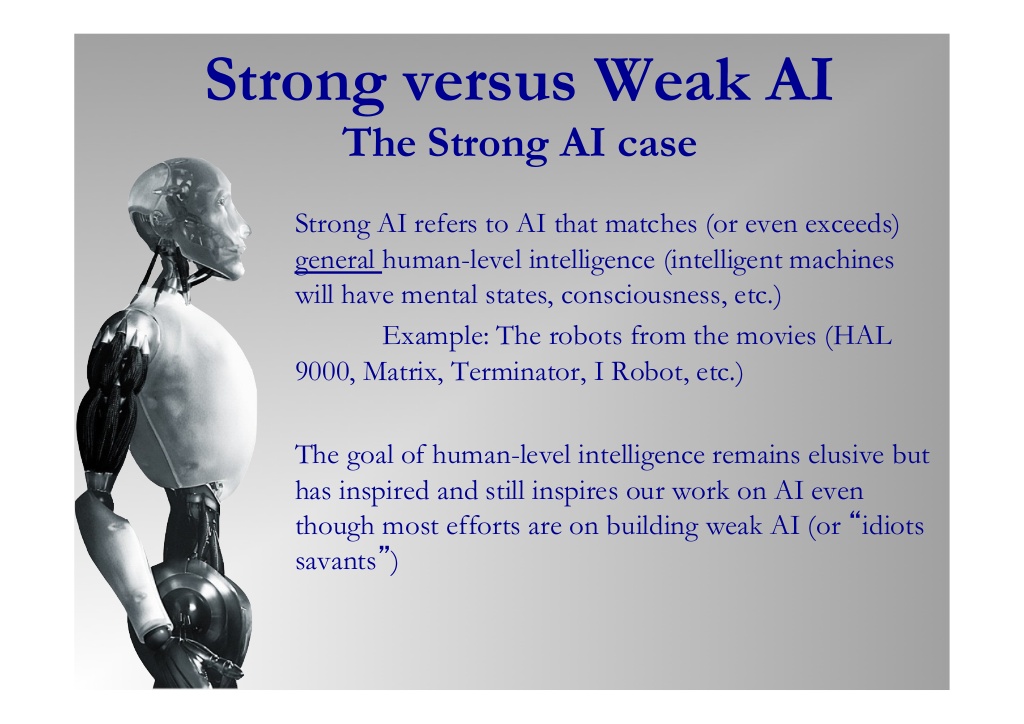 Strong versus Weak AI
The Strong AI case
Strong AI refers to AI that matches (or even exceeds)
general human-level intelligence (intelligent machines
will have mental states, consciousness, etc.)
Example: The robots from the movies (HAL
9000, Matrix, Terminator, I Robot, etc.)
The goal of human-level intelligence remains elusive but
has inspired and still inspires our work on AI even
though most efforts are on building weak AI (or “idiots
savants”)